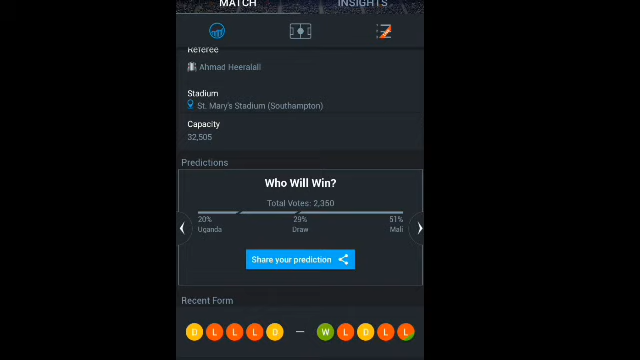 MATCH INSIGHTS
Referee
Ahmad Heeralall
Stadium
St. Mary's Stadium (Southampton)
Capacity
32,505
Predictions
Who Will Win?
Total Votes: 2,350
20% 29% 51%
Uganda Draw Mali
Share your prediction
Recent Form
D L L L D — W L D L L